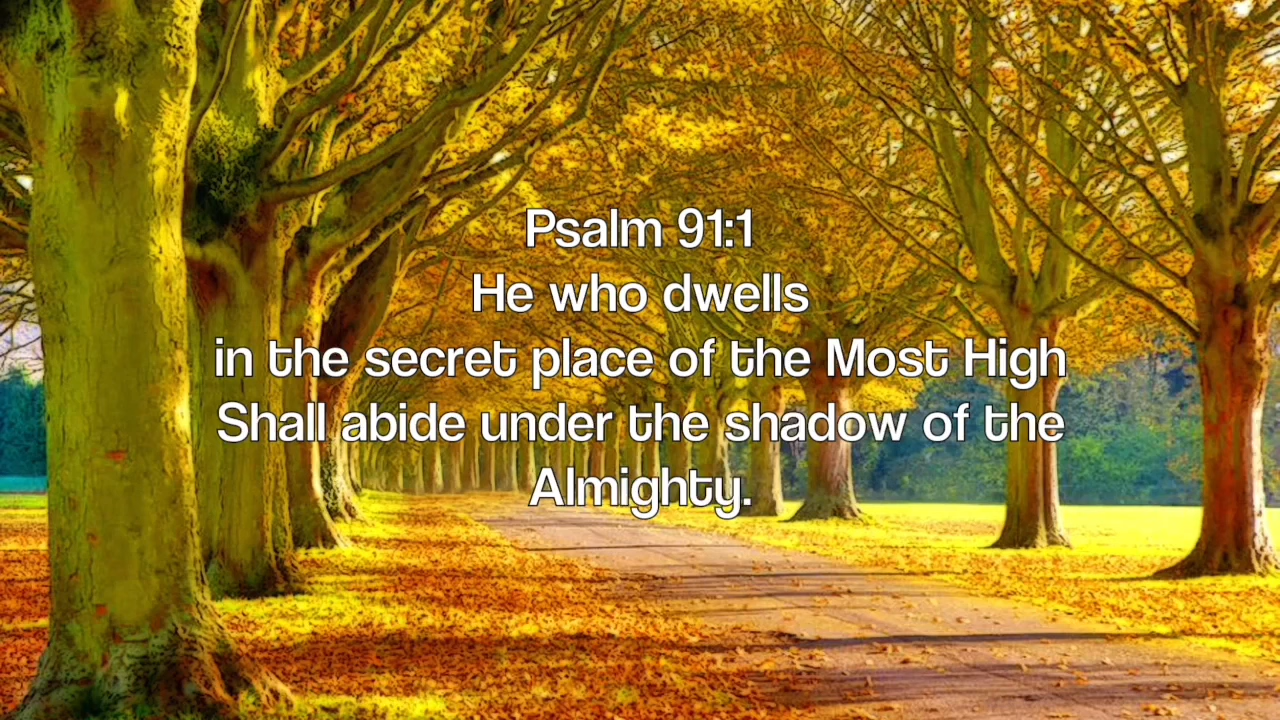 Psalm 91:1
He who dwells
in the secret place of the Most High
Shall abide under the shadow of the
Almighty.